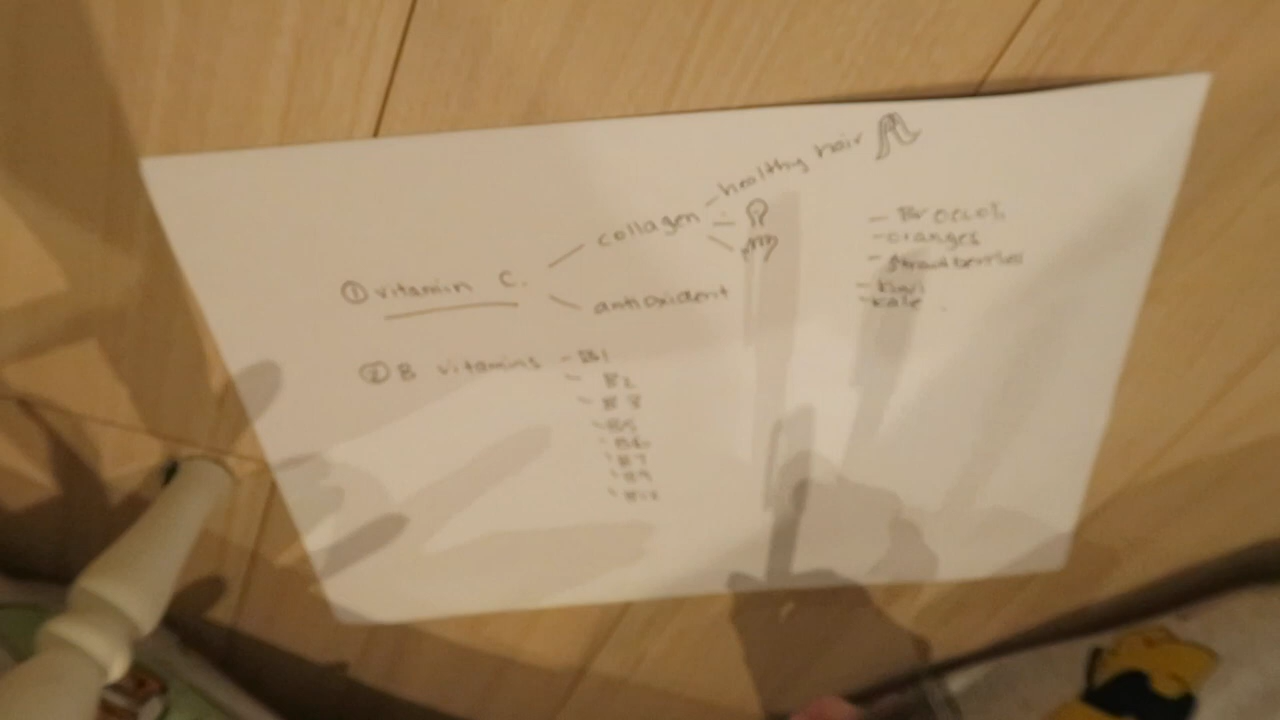 healthy hair
collagen
① vitamin C.
antioxident
- Broccoli
- oranges
- strawberries
- kiwi
- kale
② B vitamins - B1
- B2
- B3
- B5
- B6
- B7
- B9
- B12